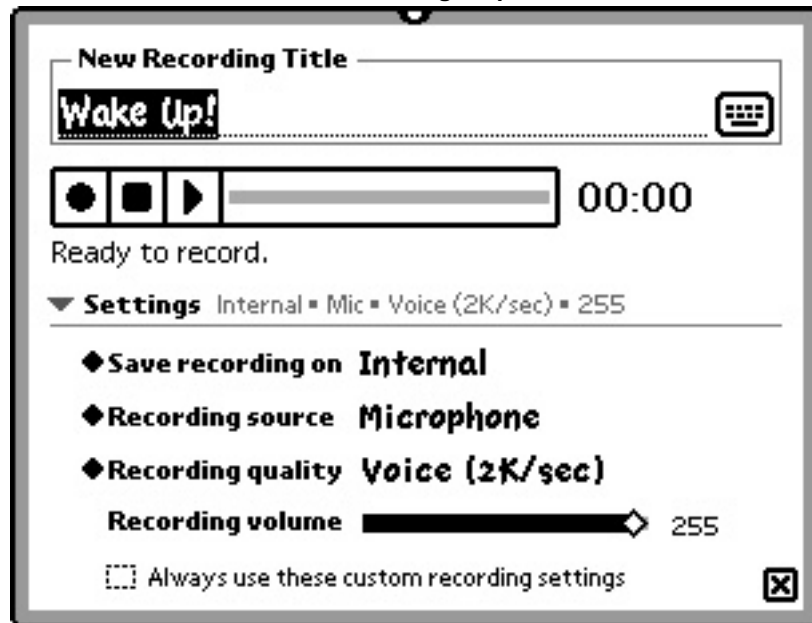 New Recording Title
Wake Up!
00:00
Ready to record.
Settings Internal ▪ Mic ▪ Voice (2K/sec) ▪ 255
Save recording on Internal
Recording source Microphone
Recording quality Voice (2K/sec)
Recording volume 255
Always use these custom recording settings